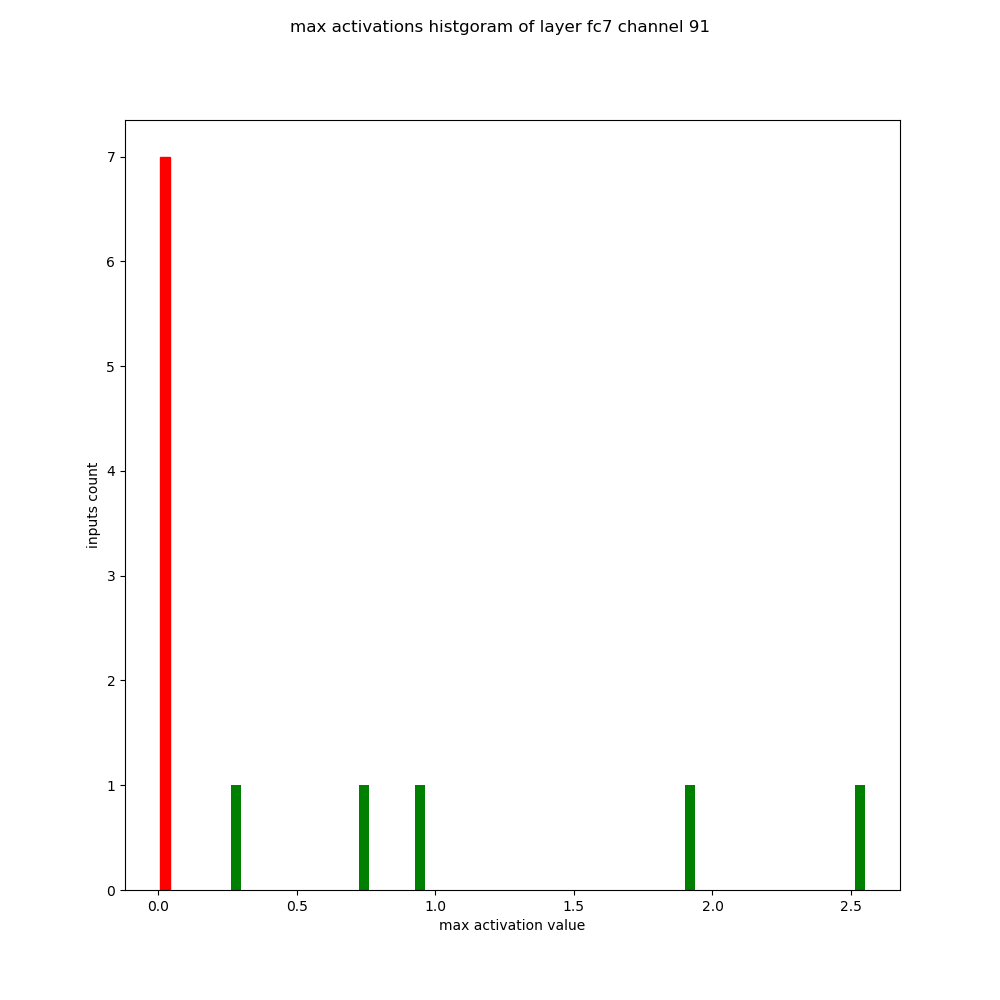 max activations histgoram of layer fc7 channel 91
7
6
5
4
3
2
1
0
inputs count
0.0 0.5 1.0 1.5 2.0 2.5
max activation value